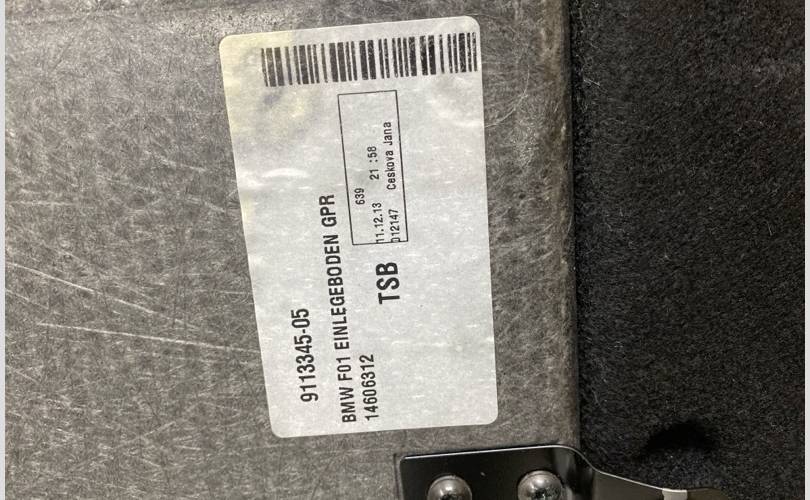 9113345-05
BMW F01 EINLEGEBODEN GPR
14606312
TSB
639
11.12.13 21:58
012147 Ceskova Jana